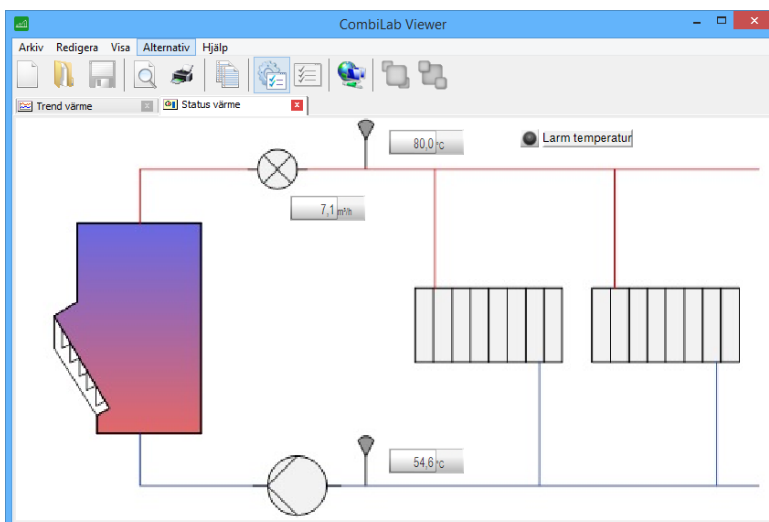 CombiLab Viewer
Arkiv Redigera Visa Alternativ Hjälp
Trend värme Status värme
80,0 °C
Larm temperatur
7,1 m³/h
54,6 °C